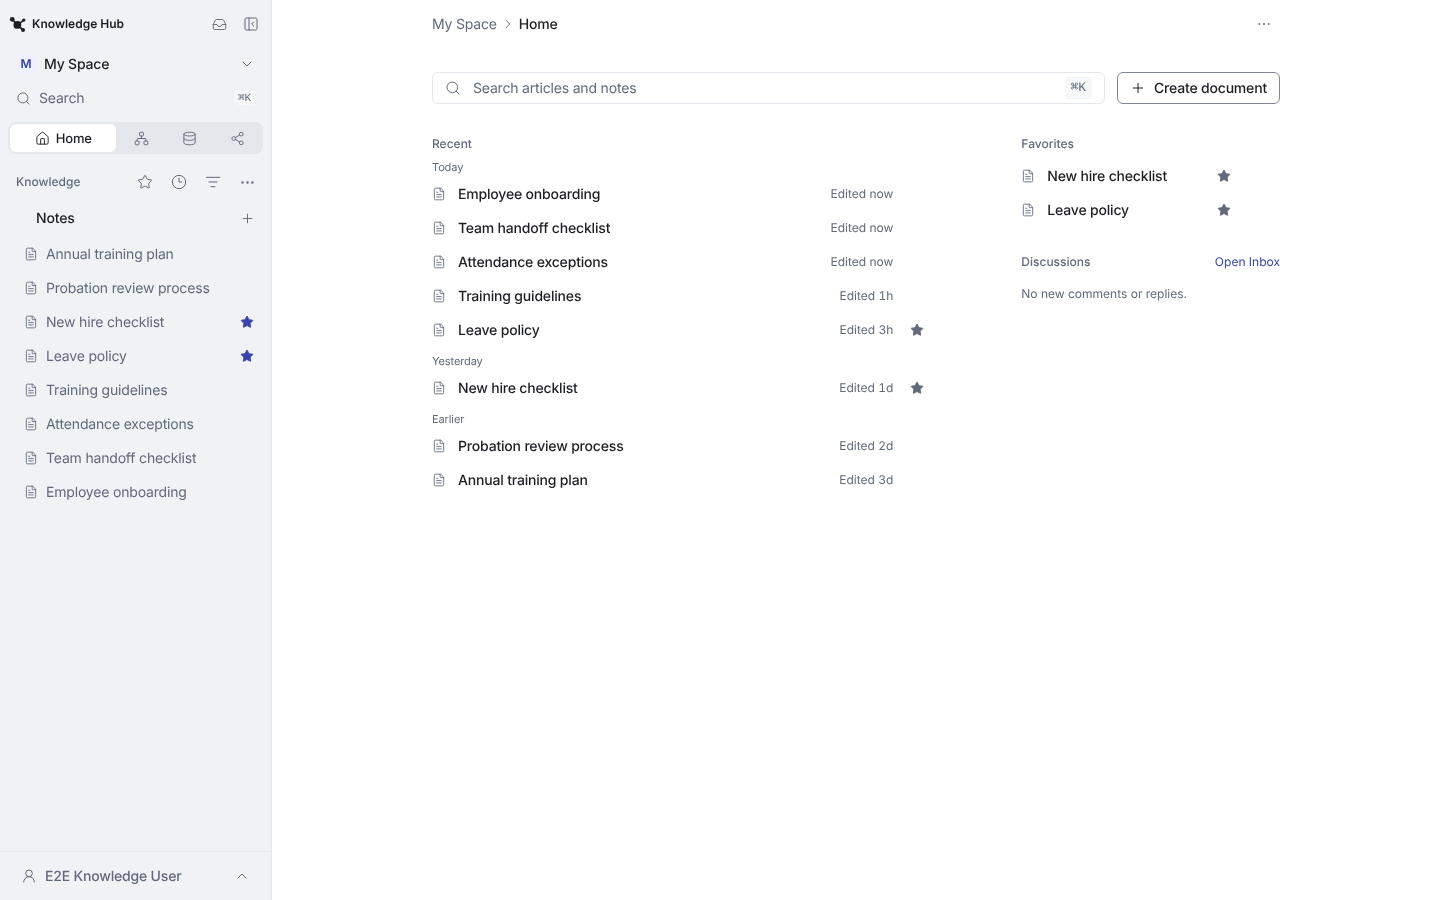 Knowledge Hub
M My Space
Search ⌘K
Home
Knowledge
Notes
Annual training plan
Probation review process
New hire checklist
Leave policy
Training guidelines
Attendance exceptions
Team handoff checklist
Employee onboarding
E2E Knowledge User
My Space > Home
Search articles and notes ⌘K
Create document
Recent
Today
Employee onboarding Edited now
Team handoff checklist Edited now
Attendance exceptions Edited now
Training guidelines Edited 1h
Leave policy Edited 3h
Yesterday
New hire checklist Edited 1d
Earlier
Probation review process Edited 2d
Annual training plan Edited 3d
Favorites
New hire checklist
Leave policy
Discussions Open Inbox
No new comments or replies.